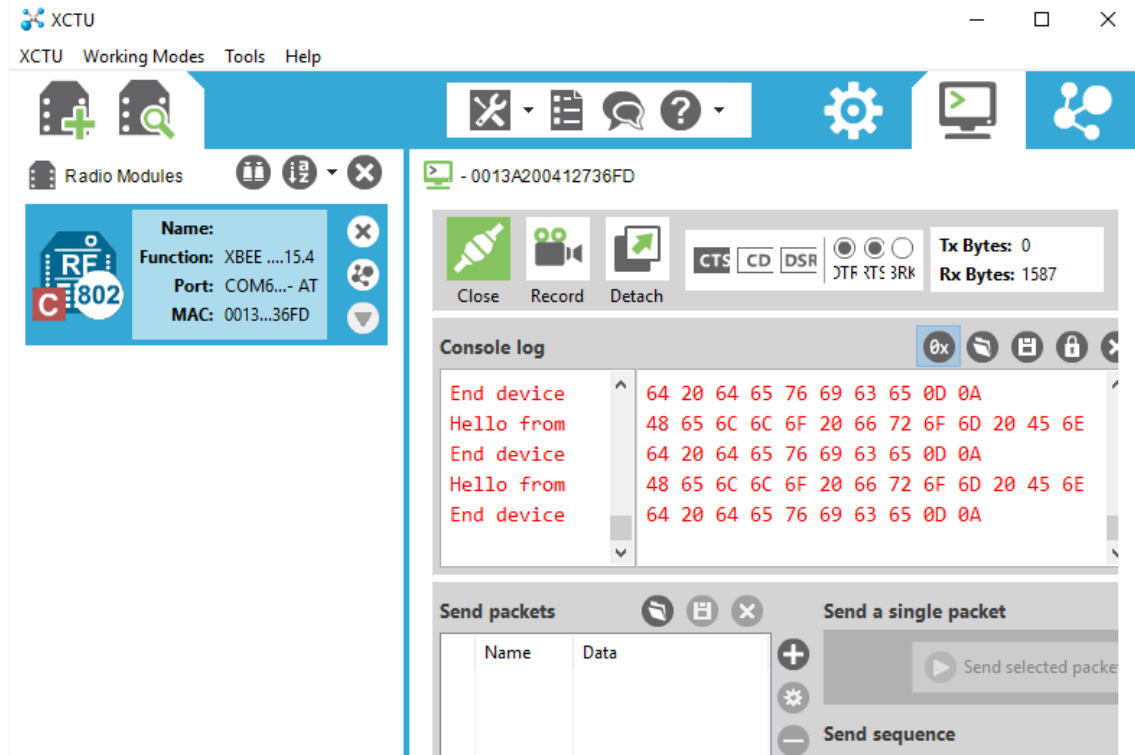 XCTU
XCTU Working Modes Tools Help
Radio Modules
- 0013A200412736FD
Name:
Function: XBEE ....15.4
Port: COM6...- AT
MAC: 0013...36FD
RF
802
C
Close Record Detach
CTS CD DSR
DTR RTS BRK
Tx Bytes: 0
Rx Bytes: 1587
Console log
0x
End device 64 20 64 65 76 69 63 65 0D 0A
Hello from 48 65 6C 6C 6F 20 66 72 6F 6D 20 45 6E
End device 64 20 64 65 76 69 63 65 0D 0A
Hello from 48 65 6C 6C 6F 20 66 72 6F 6D 20 45 6E
End device 64 20 64 65 76 69 63 65 0D 0A
Send packets
Name Data
Send a single packet
Send selected packe
Send sequence